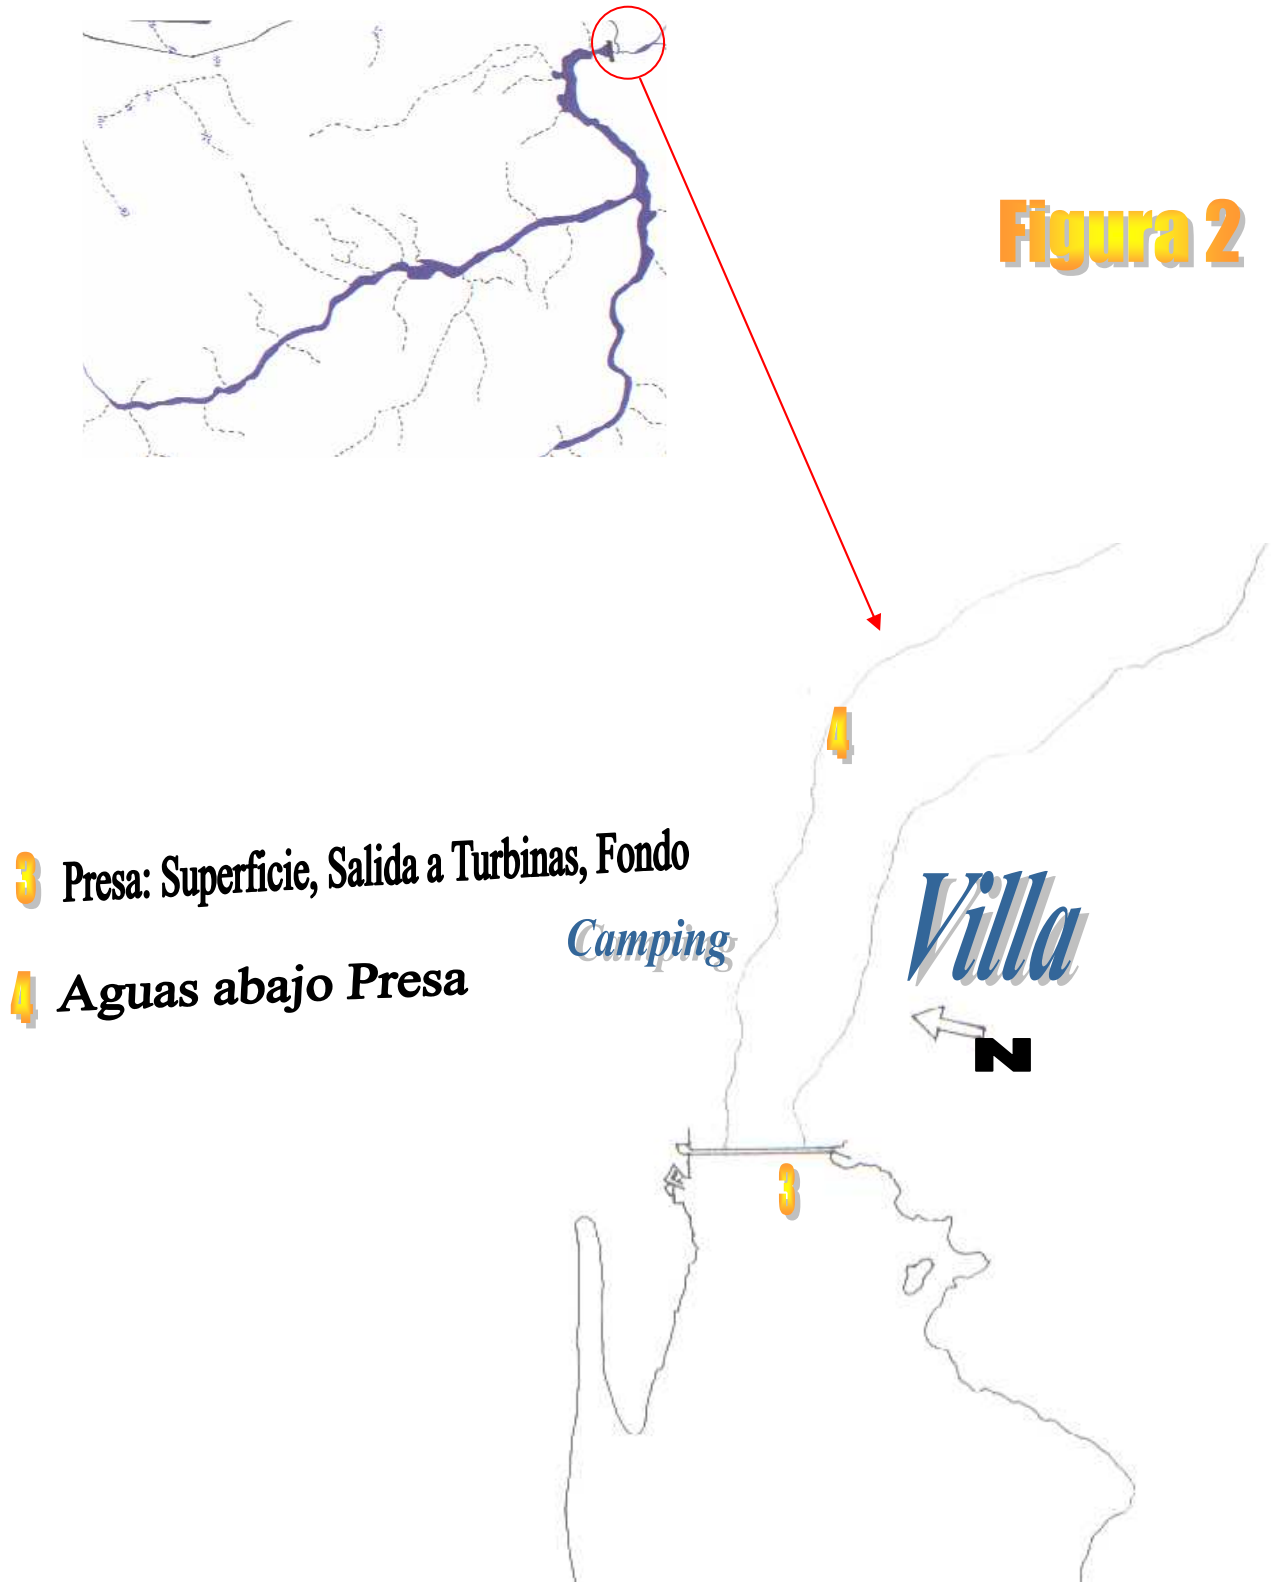 Figura 2
4
3 Presa: Superficie, Salida a Turbinas, Fondo
Camping
Villa
4 Aguas abajo Presa
N
3